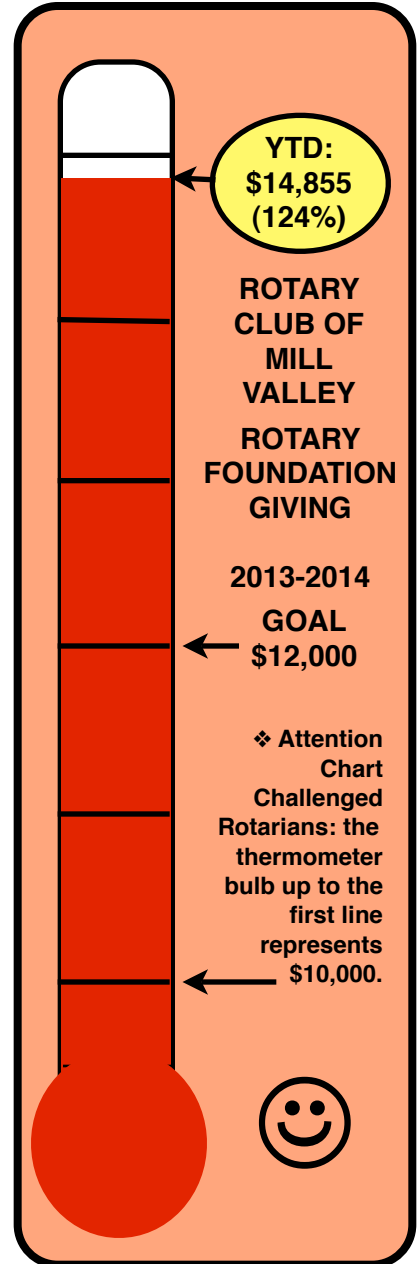 YTD:
$14,855
(124%)
ROTARY
CLUB OF
MILL
VALLEY
ROTARY
FOUNDATION
GIVING
2013-2014
GOAL
$12,000
❖ Attention
Chart
Challenged
Rotarians: the
thermometer
bulb up to the
first line
represents
$10,000.